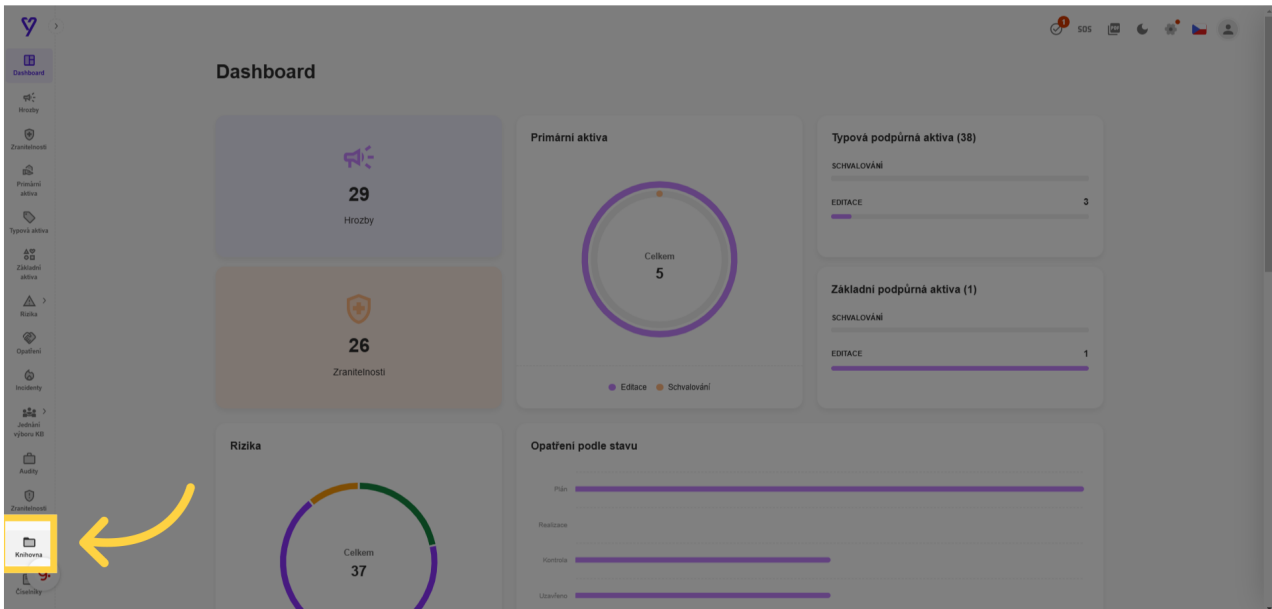 1
SOS
Dashboard
Hrozby
Zranitelnosti
Primární
aktiva
Typová aktiva
Základní
aktiva
Rizika
Opatření
Incidenty
Jednání
výboru KB
Audity
Zranitelnosti
Knihovna
Číselníky
Dashboard
29
Hrozby
26
Zranitelnosti
Primární aktiva
Celkem
5
Editace
Schvalování
Typová podpůrná aktiva (38)
SCHVALOVÁNÍ
EDITACE 3
Základní podpůrná aktiva (1)
SCHVALOVÁNÍ
EDITACE 1
Rizika
Celkem
37
Opatření podle stavu
Plán
Realizace
Kontrola
Uzavřeno